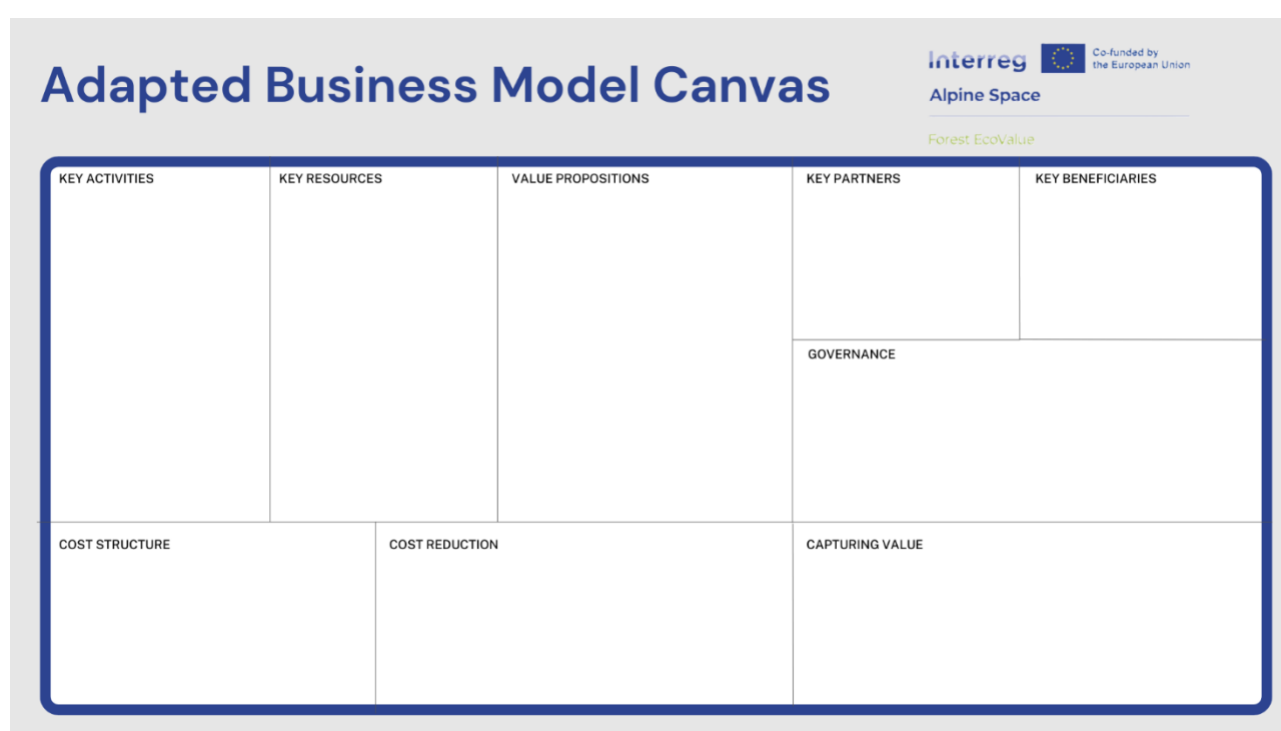 Adapted Business Model Canvas
Interreg
Co-funded by
the European Union
Alpine Space
Forest EcoValue
KEY ACTIVITIES
KEY RESOURCES
VALUE PROPOSITIONS
KEY PARTNERS
KEY BENEFICIARIES
GOVERNANCE
COST STRUCTURE
COST REDUCTION
CAPTURING VALUE